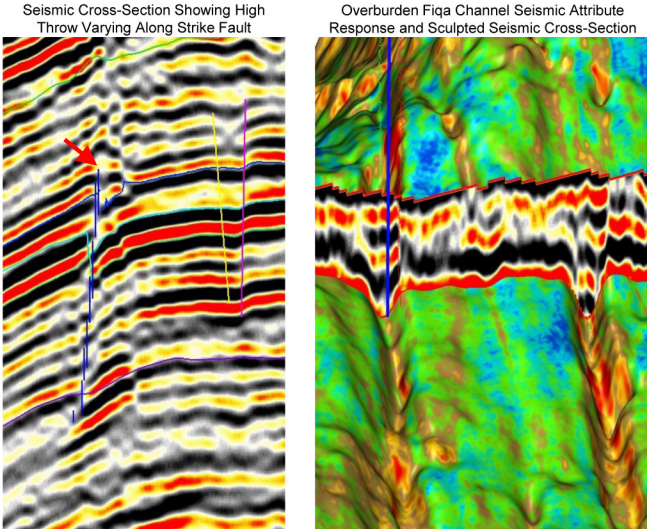 Seismic Cross-Section Showing High
Throw Varying Along Strike Fault
Overburden Fiqa Channel Seismic Attribute
Response and Sculpted Seismic Cross-Section